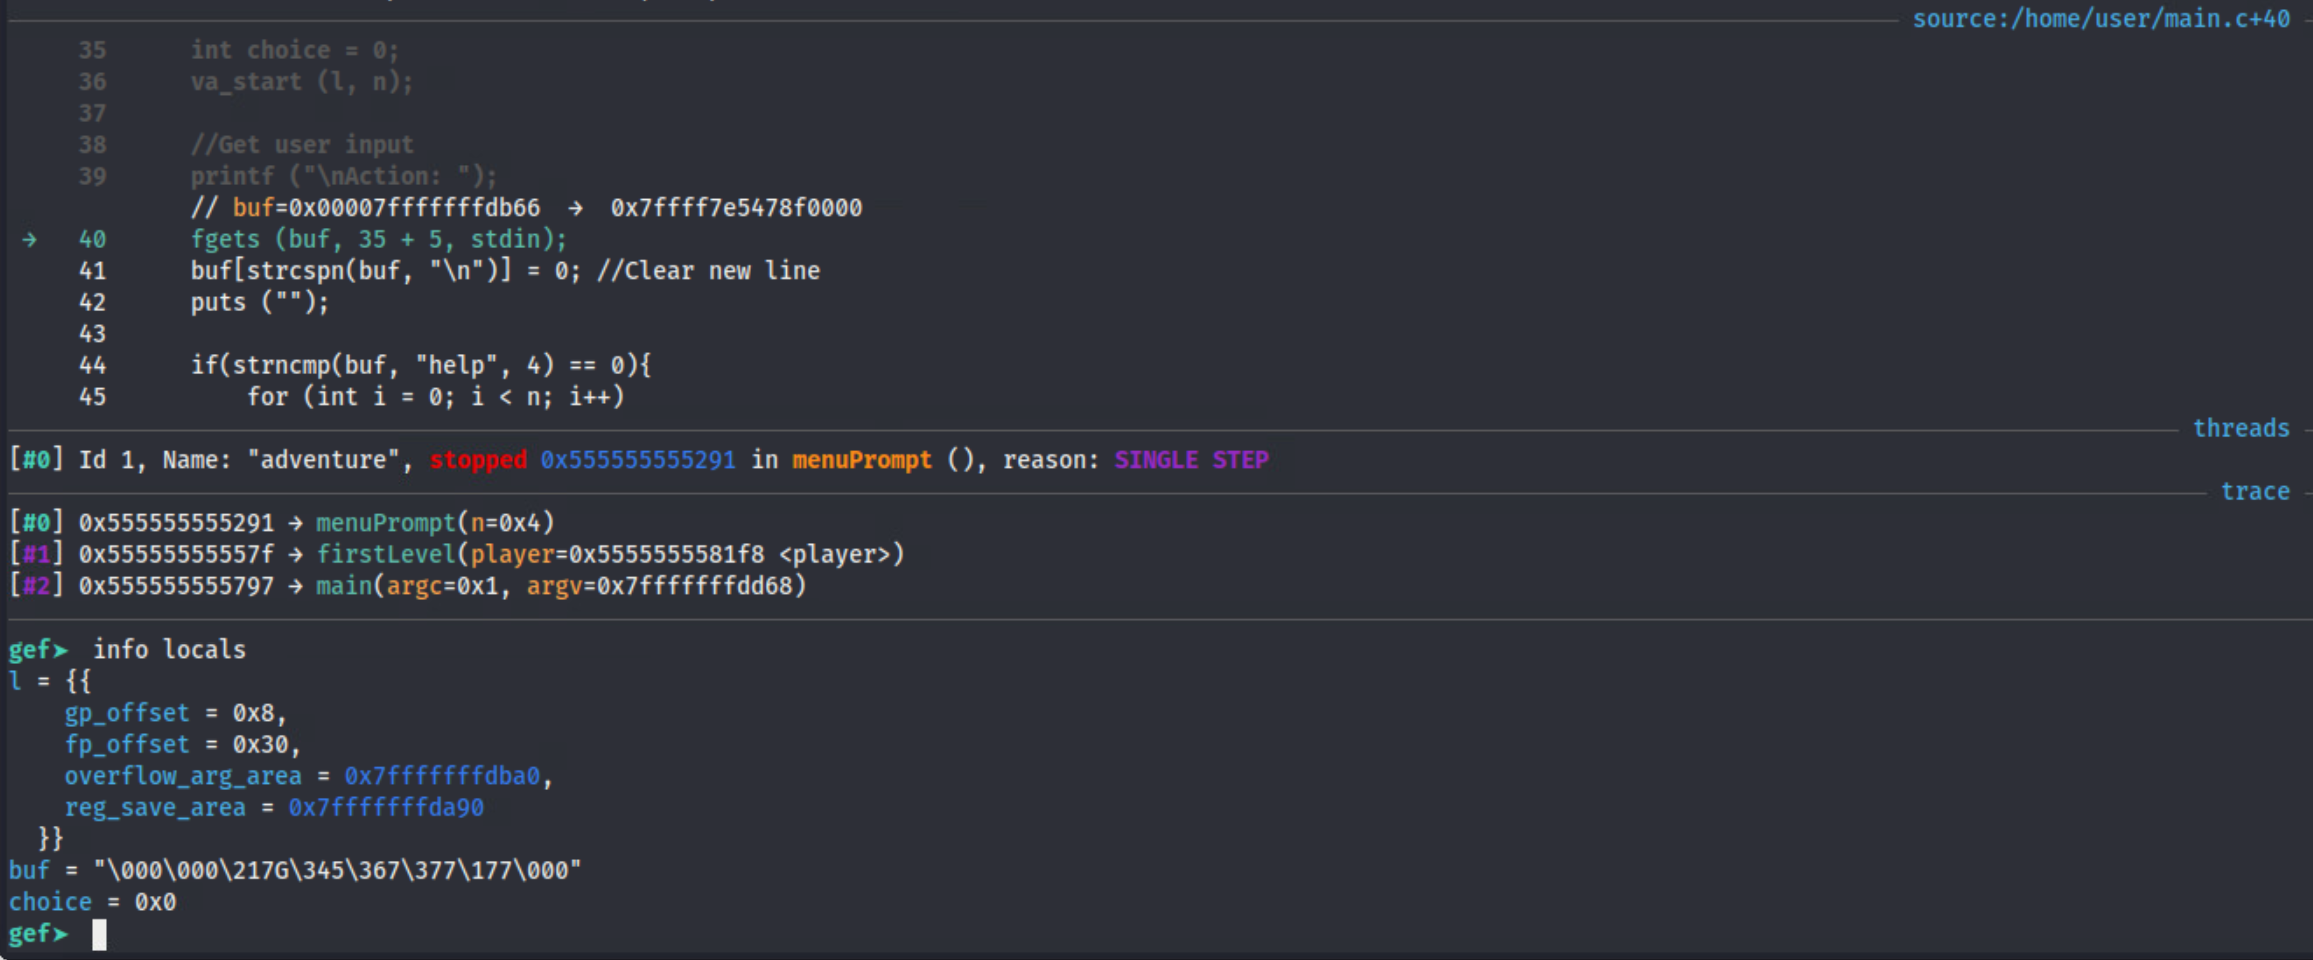 source:/home/user/main.c+40
35 int choice = 0;
36 va_start (l, n);
37
38 //Get user input
39 printf ("\nAction: ");
// buf=0x00007fffffffdb66 → 0x7ffff7e5478f0000
→ 40 fgets (buf, 35 + 5, stdin);
41 buf[strcspn(buf, "\n")] = 0; //Clear new line
42 puts ("");
43
44 if(strncmp(buf, "help", 4) == 0){
45 for (int i = 0; i < n; i++)
threads
[#0] Id 1, Name: "adventure", stopped 0x555555555291 in menuPrompt (), reason: SINGLE STEP
trace
[#0] 0x555555555291 → menuPrompt(n=0x4)
[#1] 0x55555555557f → firstLevel(player=0x5555555581f8 <player>)
[#2] 0x555555555797 → main(argc=0x1, argv=0x7fffffffdd68)
gef➤ info locals
l = {{
gp_offset = 0x8,
fp_offset = 0x30,
overflow_arg_area = 0x7fffffffdba0,
reg_save_area = 0x7fffffffda90
}}
buf = "\000\000\217G\345\367\377\177\000"
choice = 0x0
gef➤